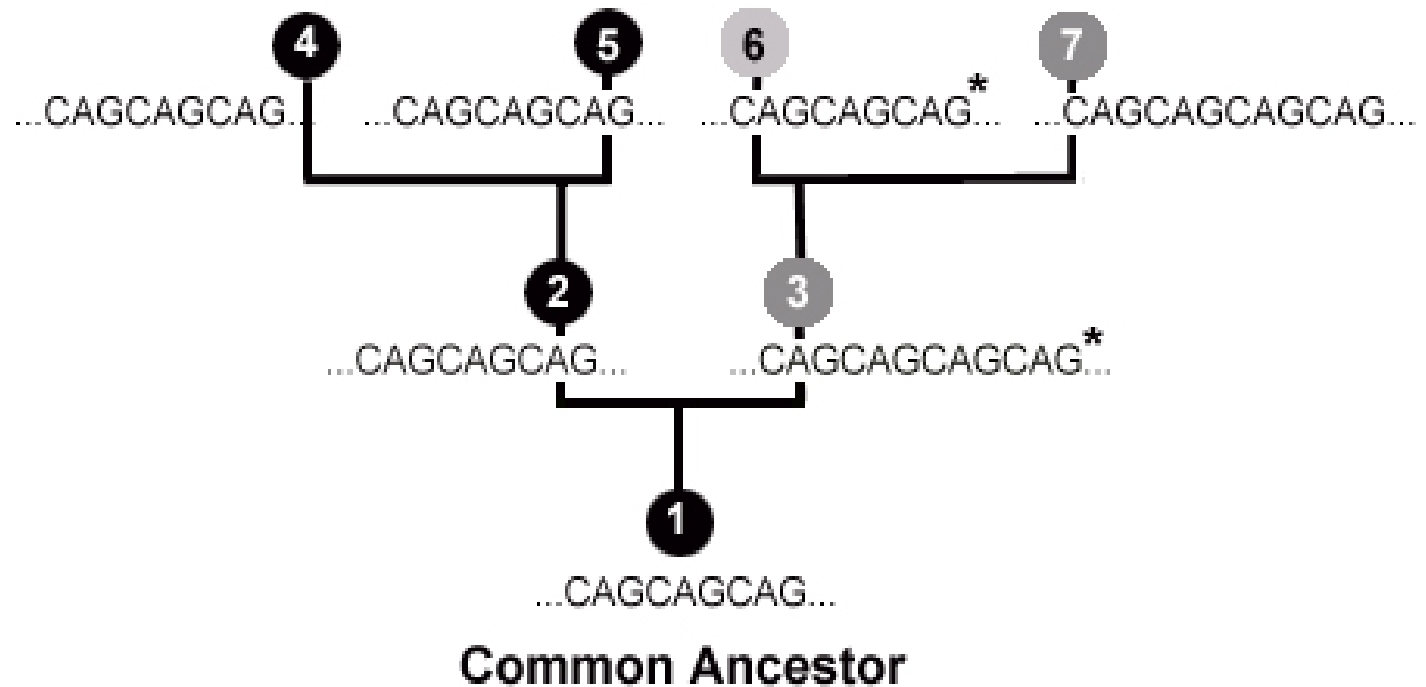 4 5 6 7
...CAGCAGCAG... ...CAGCAGCAG... ...CAGCAGCAG*... ...CAGCAGCAGCAG...
2 3
...CAGCAGCAG... ...CAGCAGCAGCAG*...
1
...CAGCAGCAG...
Common Ancestor